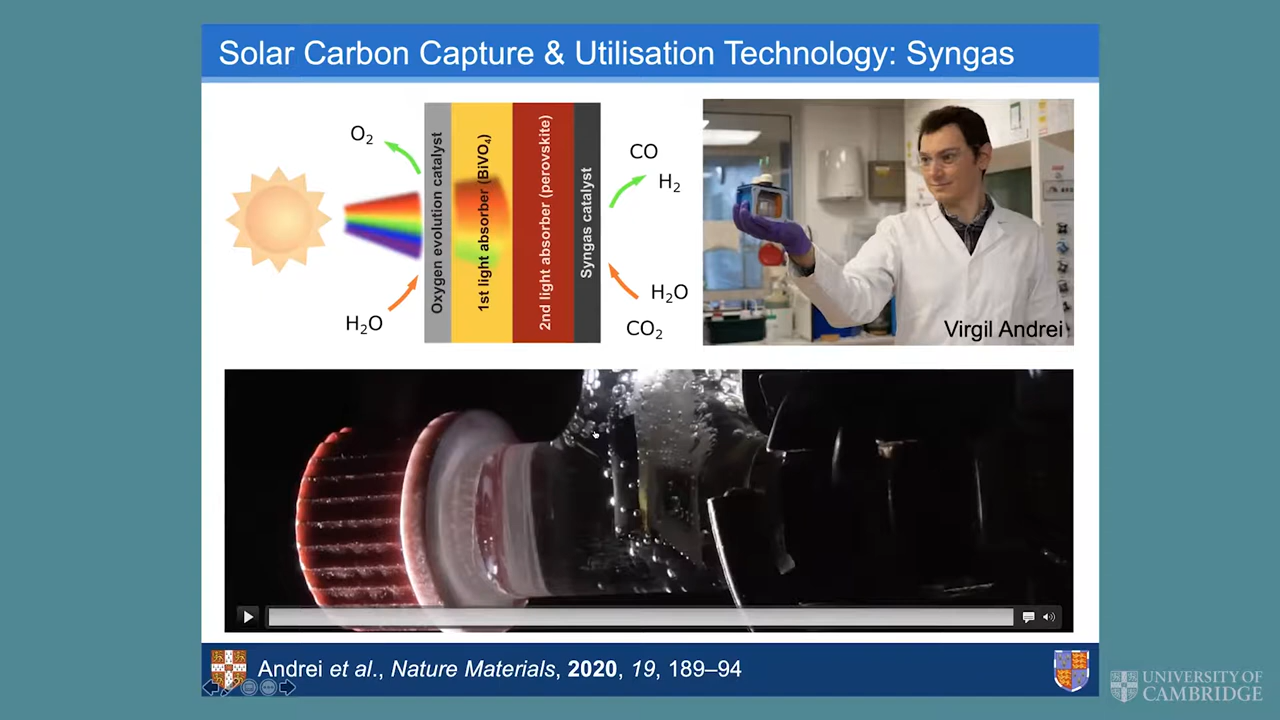 Solar Carbon Capture & Utilisation Technology: Syngas
O₂
H₂O
Oxygen evolution catalyst
1st light absorber (BiVO₄)
2nd light absorber (perovskite)
Syngas catalyst
CO
H₂
H₂O
CO₂
Virgil Andrei
Andrei et al., Nature Materials, 2020, 19, 189–94
UNIVERSITY OF
CAMBRIDGE